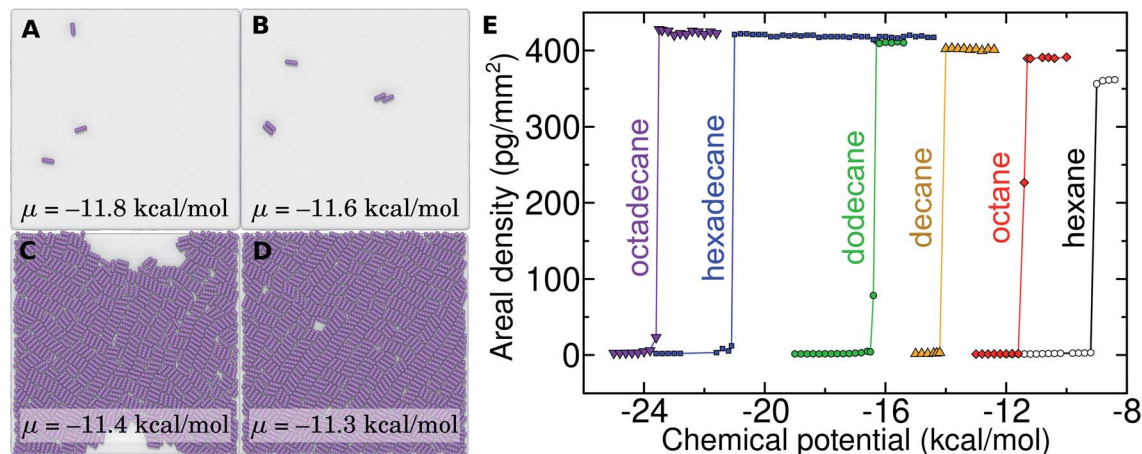 A
μ = −11.8 kcal/mol
B
μ = −11.6 kcal/mol
C
μ = −11.4 kcal/mol
D
μ = −11.3 kcal/mol
E
Areal density (pg/mm²)
400
300
200
100
0
octadecane
hexadecane
dodecane
decane
octane
hexane
-24
-20
-16
-12
-8
Chemical potential (kcal/mol)